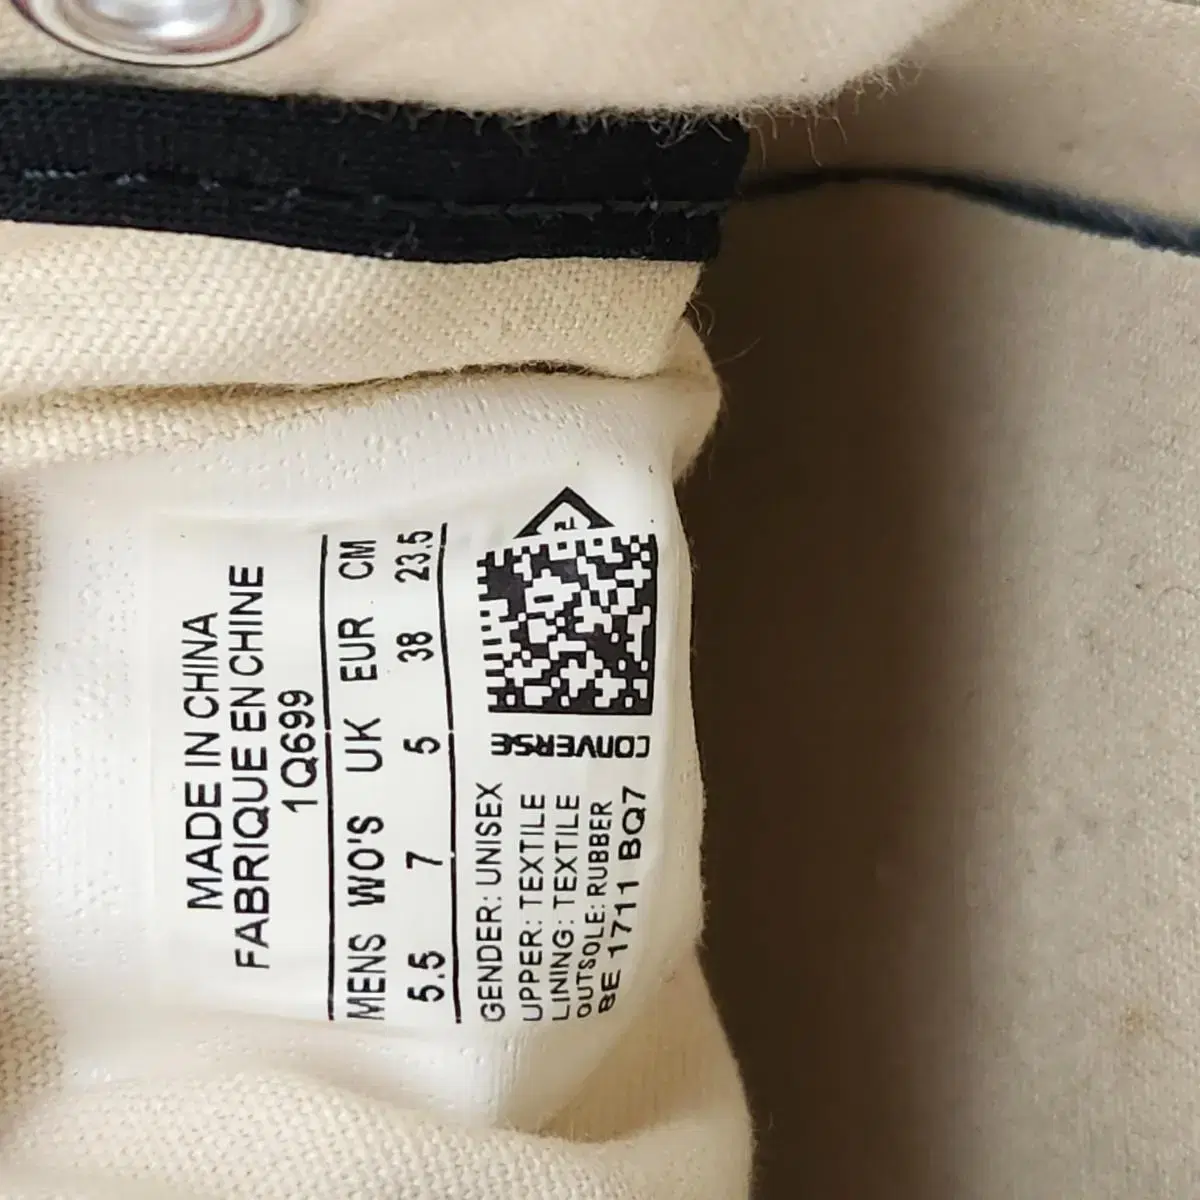 MADE IN CHINA
FABRIQUE EN CHINE
1Q699
MENS WO'S UK EUR CM
5.5 7 5 38 23.5
GENDER: UNISEX
UPPER: TEXTILE
LINING: TEXTILE
OUTSOLE: RUBBER
BE 1711 BQ7
CONVERSE